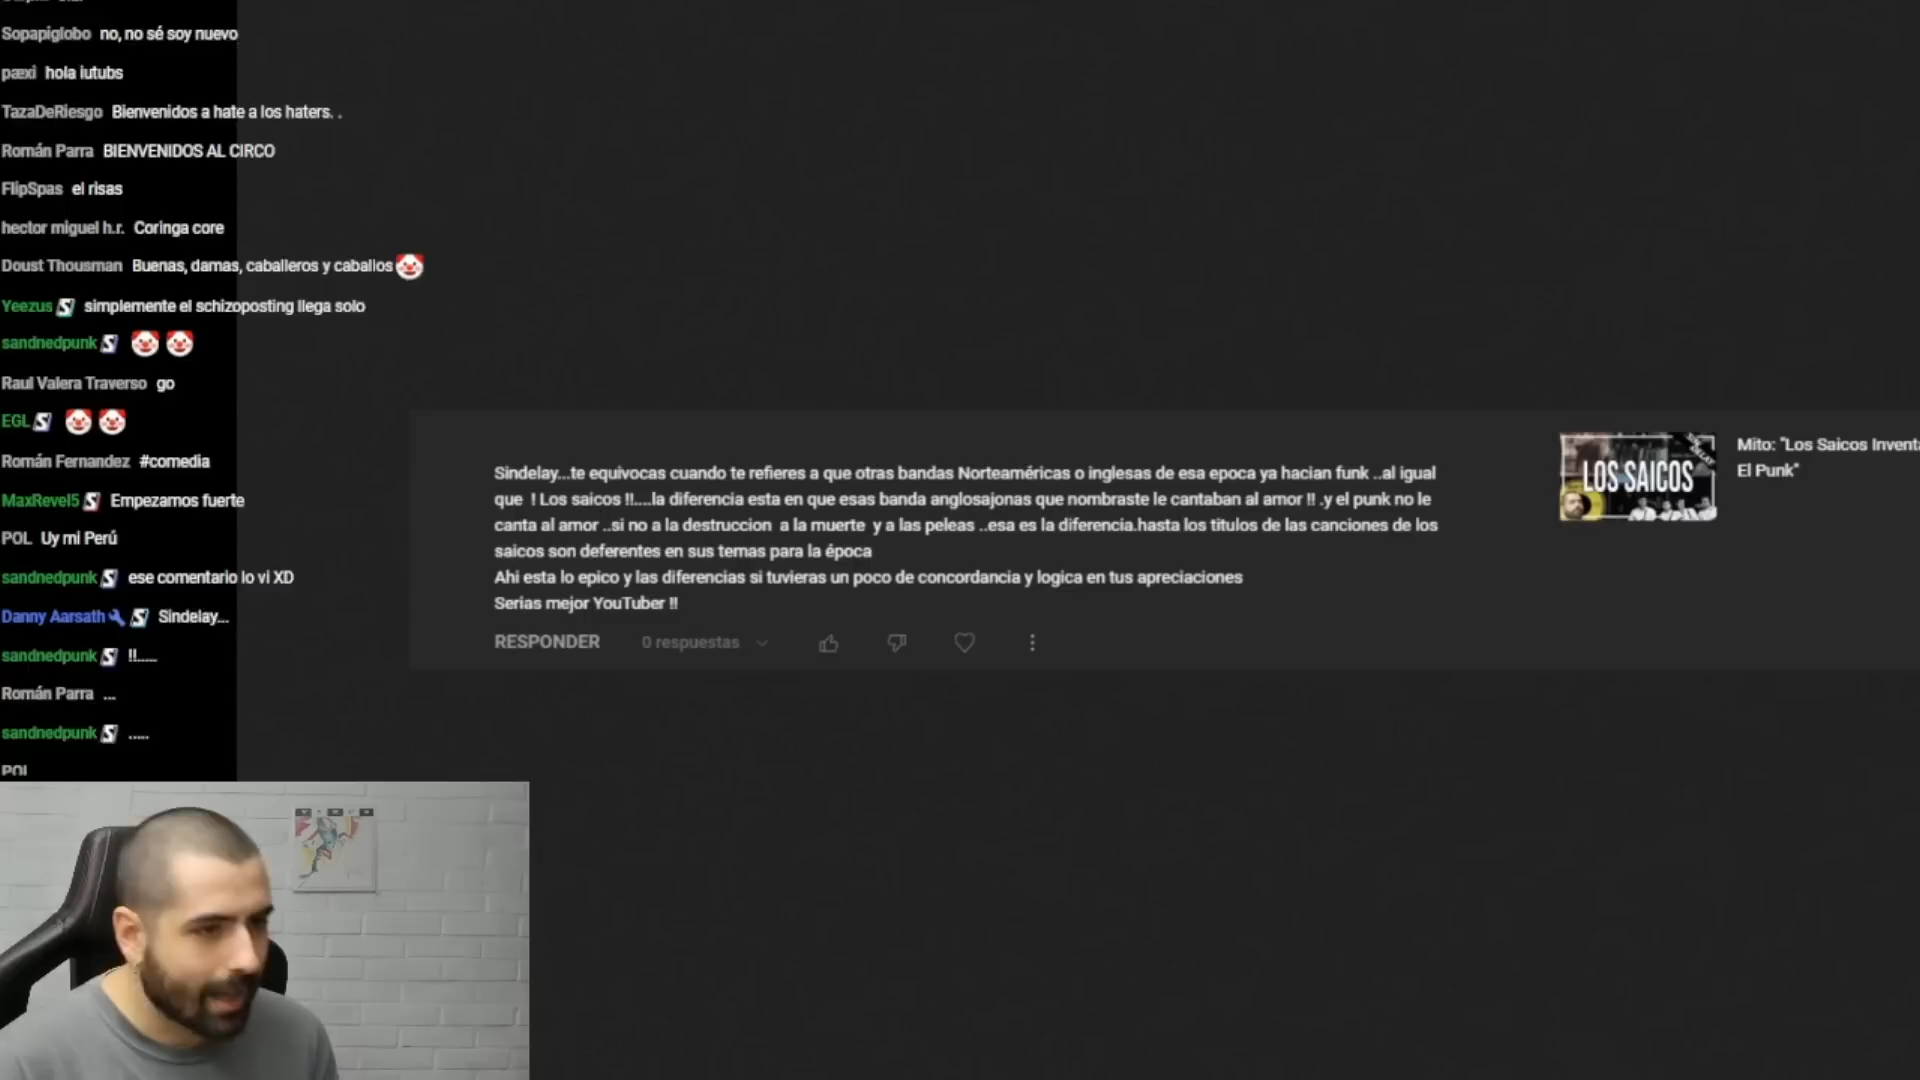 Sopapiglobo no, no sé soy nuevo
pæxi hola iutubs
TazaDeRiesgo Bienvenidos a hate a los haters. .
Román Parra BIENVENIDOS AL CIRCO
FlipSpas el risas
hector miguel h.r. Coringa core
Doust Thousman Buenas, damas, caballeros y caballos 🤡
Yeezus S simplemente el schizoposting llega solo
sandnedpunk S 🤡 🤡
Raul Valera Traverso go
EGL S 🤡 🤡
Román Fernandez #comedia
MaxRevel5 S Empezamos fuerte
POL Uy mi Perú
sandnedpunk S ese comentario lo vi XD
Danny Aarsath S Sindelay...
sandnedpunk S !!.....
Román Parra ...
sandnedpunk S .....
POL
Sindelay...te equivocas cuando te refieres a que otras bandas Norteaméricas o inglesas de esa epoca ya hacian funk ..al igual
que ! Los saicos !!....la diferencia esta en que esas banda anglosajonas que nombraste le cantaban al amor !! .y el punk no le
canta al amor ..si no a la destruccion a la muerte y a las peleas ..esa es la diferencia.hasta los titulos de las canciones de los
saicos son deferentes en sus temas para la época
Ahi esta lo epico y las diferencias si tuvieras un poco de concordancia y logica en tus apreciaciones
Serias mejor YouTuber !!
RESPONDER 0 respuestas
LOS SAICOS
Mito: "Los Saicos Inventa
El Punk"